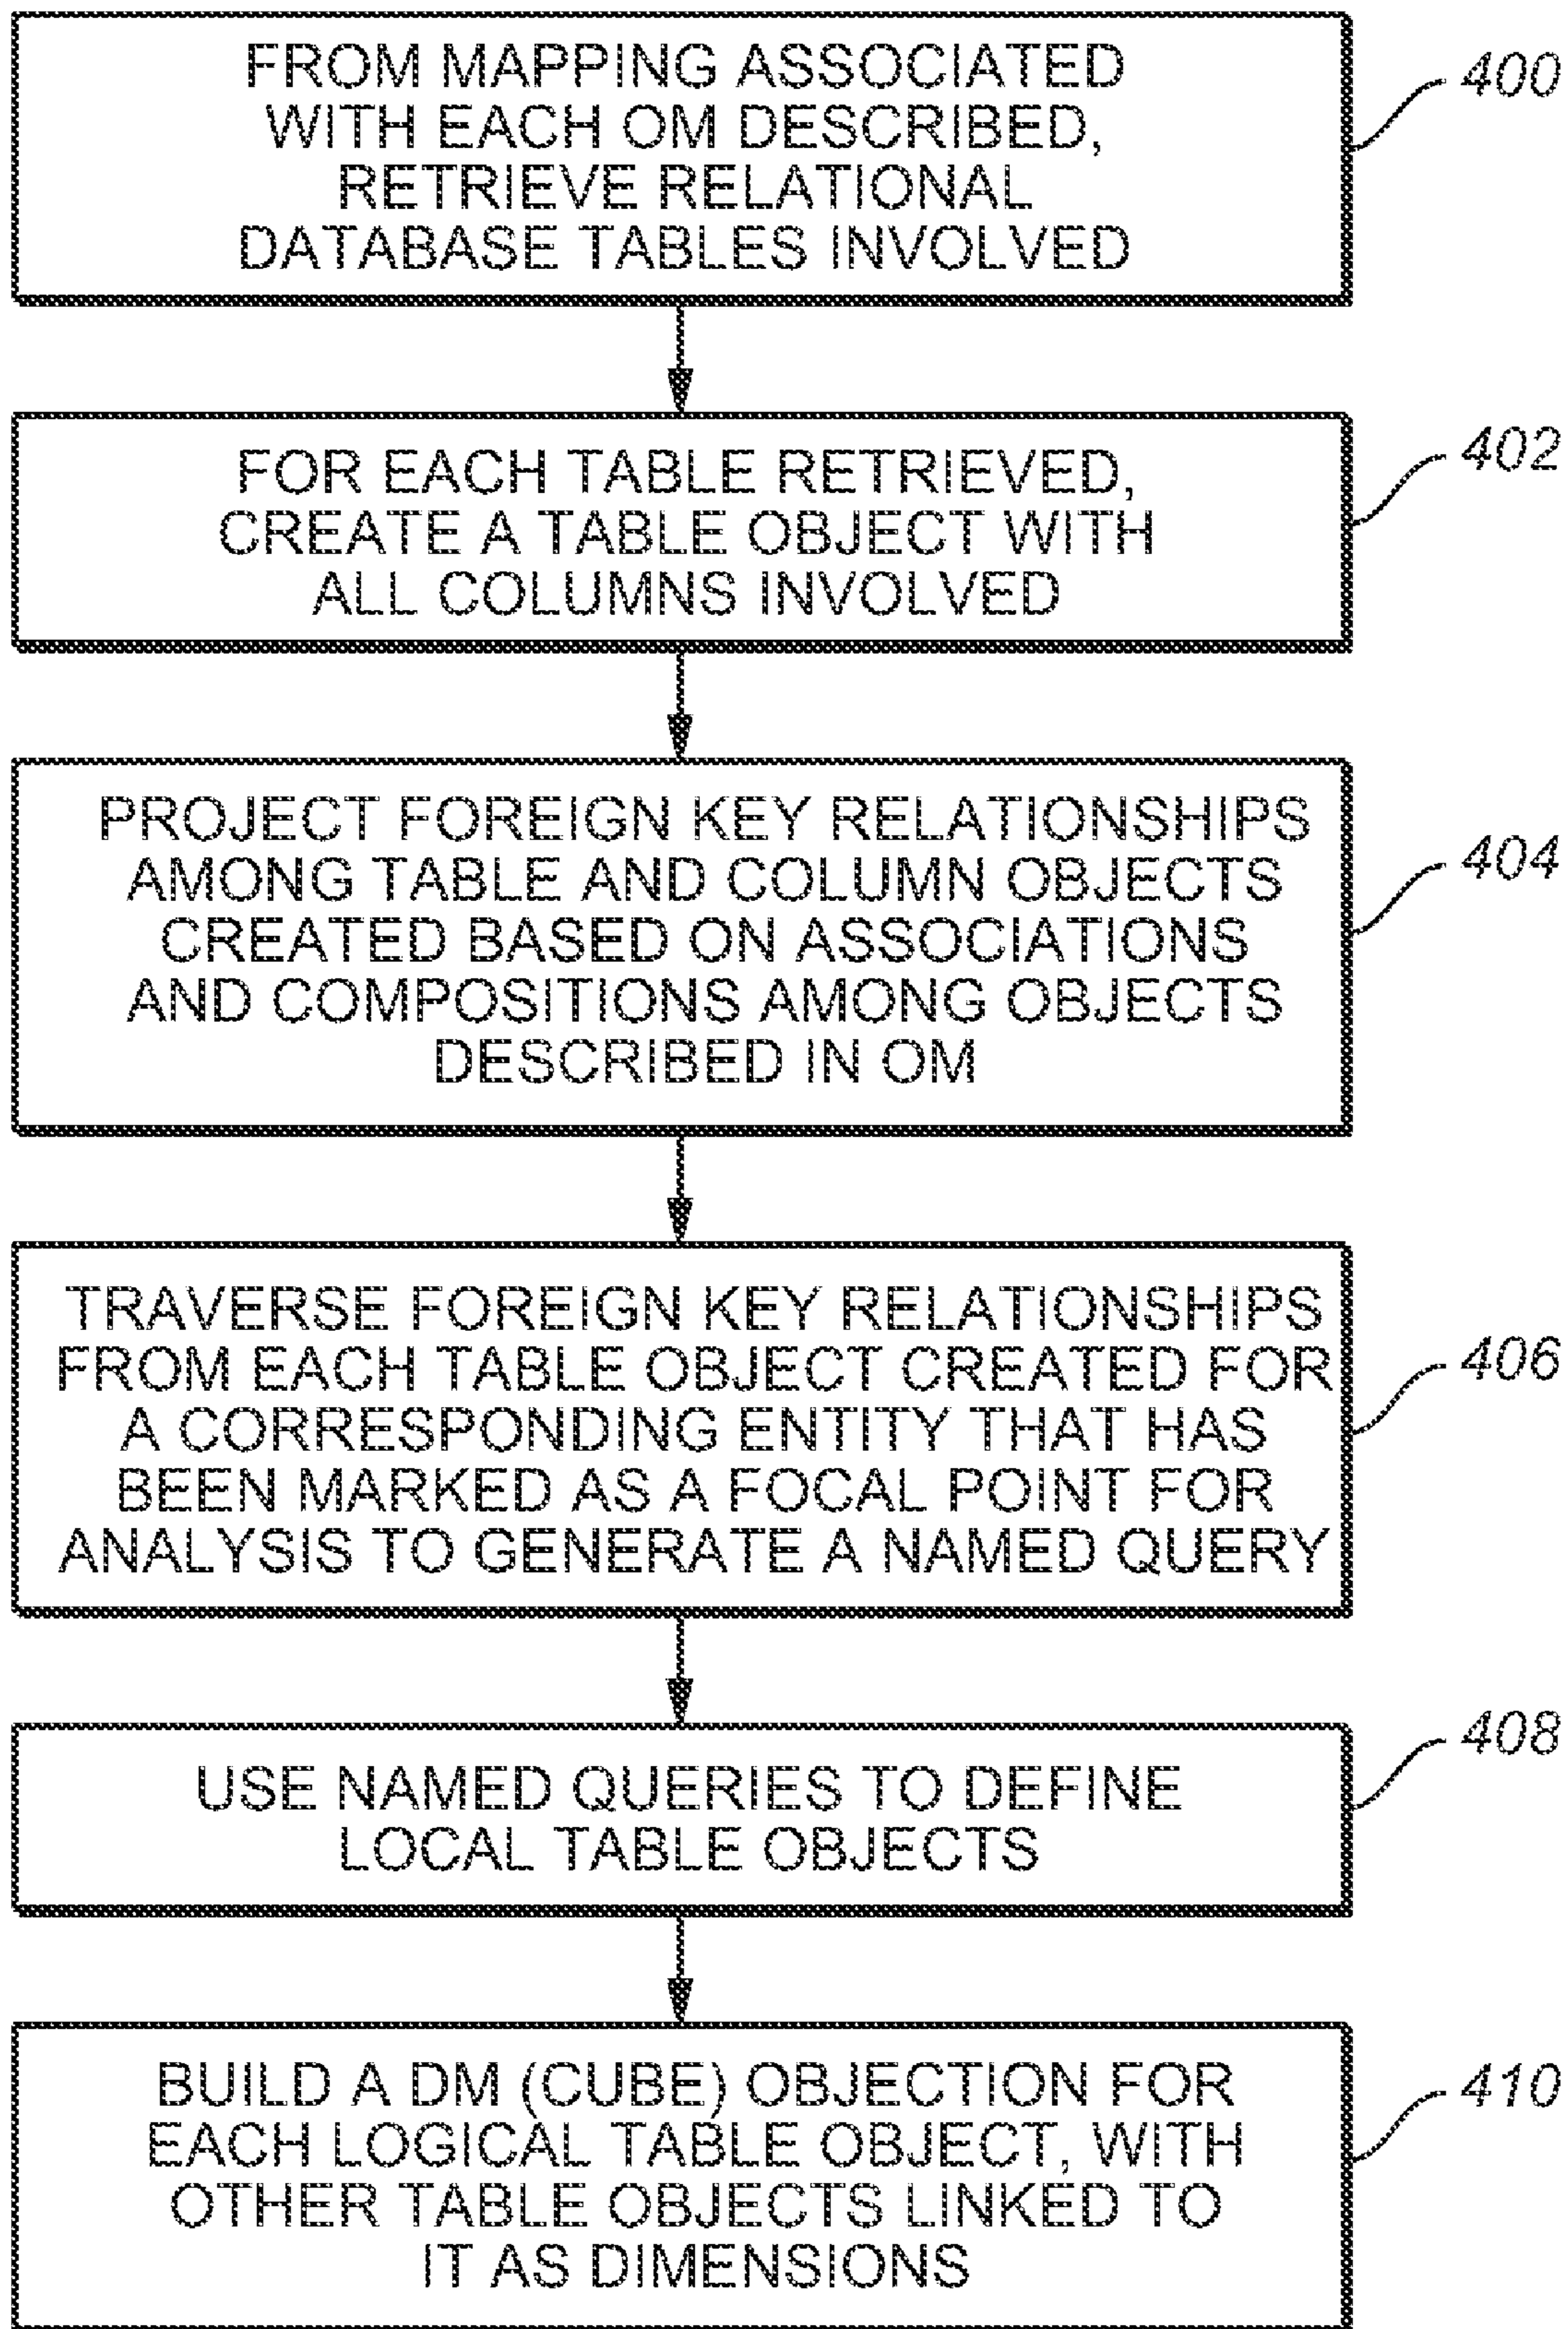 FROM MAPPING ASSOCIATED
WITH EACH OM DESCRIBED,
RETRIEVE RELATIONAL
DATABASE TABLES INVOLVED
400
FOR EACH TABLE RETRIEVED,
CREATE A TABLE OBJECT WITH
ALL COLUMNS INVOLVED
402
PROJECT FOREIGN KEY RELATIONSHIPS
AMONG TABLE AND COLUMN OBJECTS
CREATED BASED ON ASSOCIATIONS
AND COMPOSITIONS AMONG OBJECTS
DESCRIBED IN OM
404
TRAVERSE FOREIGN KEY RELATIONSHIPS
FROM EACH TABLE OBJECT CREATED FOR
A CORRESPONDING ENTITY THAT HAS
BEEN MARKED AS A FOCAL POINT FOR
ANALYSIS TO GENERATE A NAMED QUERY
406
USE NAMED QUERIES TO DEFINE
LOCAL TABLE OBJECTS
408
BUILD A DM (CUBE) OBJECTION FOR
EACH LOGICAL TABLE OBJECT, WITH
OTHER TABLE OBJECTS LINKED TO
IT AS DIMENSIONS
410